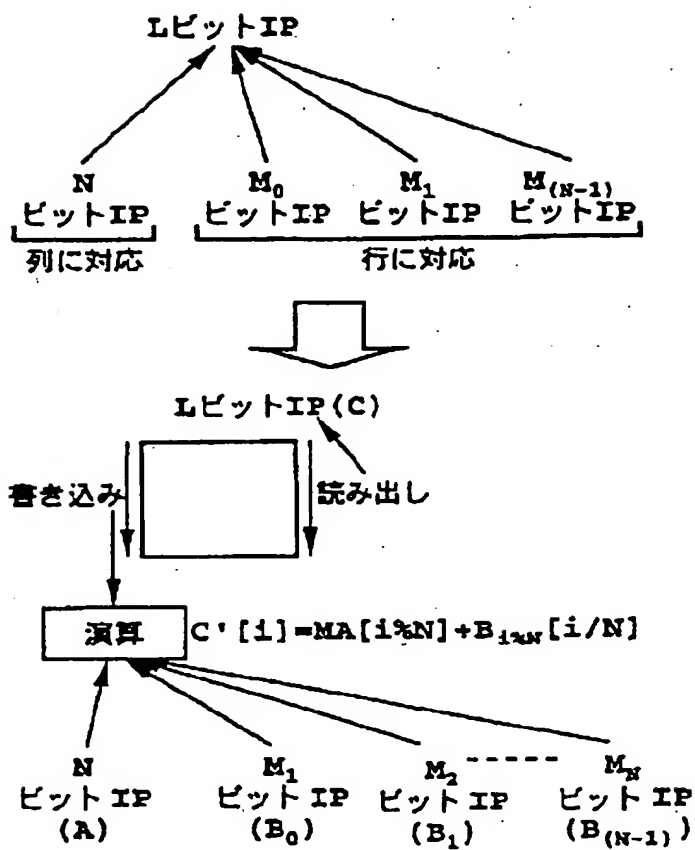 LビットIP
N M₀ M₁ M₍N₋₁₎
ビットIP ビットIP ビットIP ビットIP
列に対応 行に対応
LビットIP(C)
書き込み 読み出し
演算 C'[i]=MA[i%N]+Bi%N[i/N]
N M₁ M₂ ------ MN
ビットIP ビットIP ビットIP ビットIP
(A) (B₀) (B₁) (B(N-1))